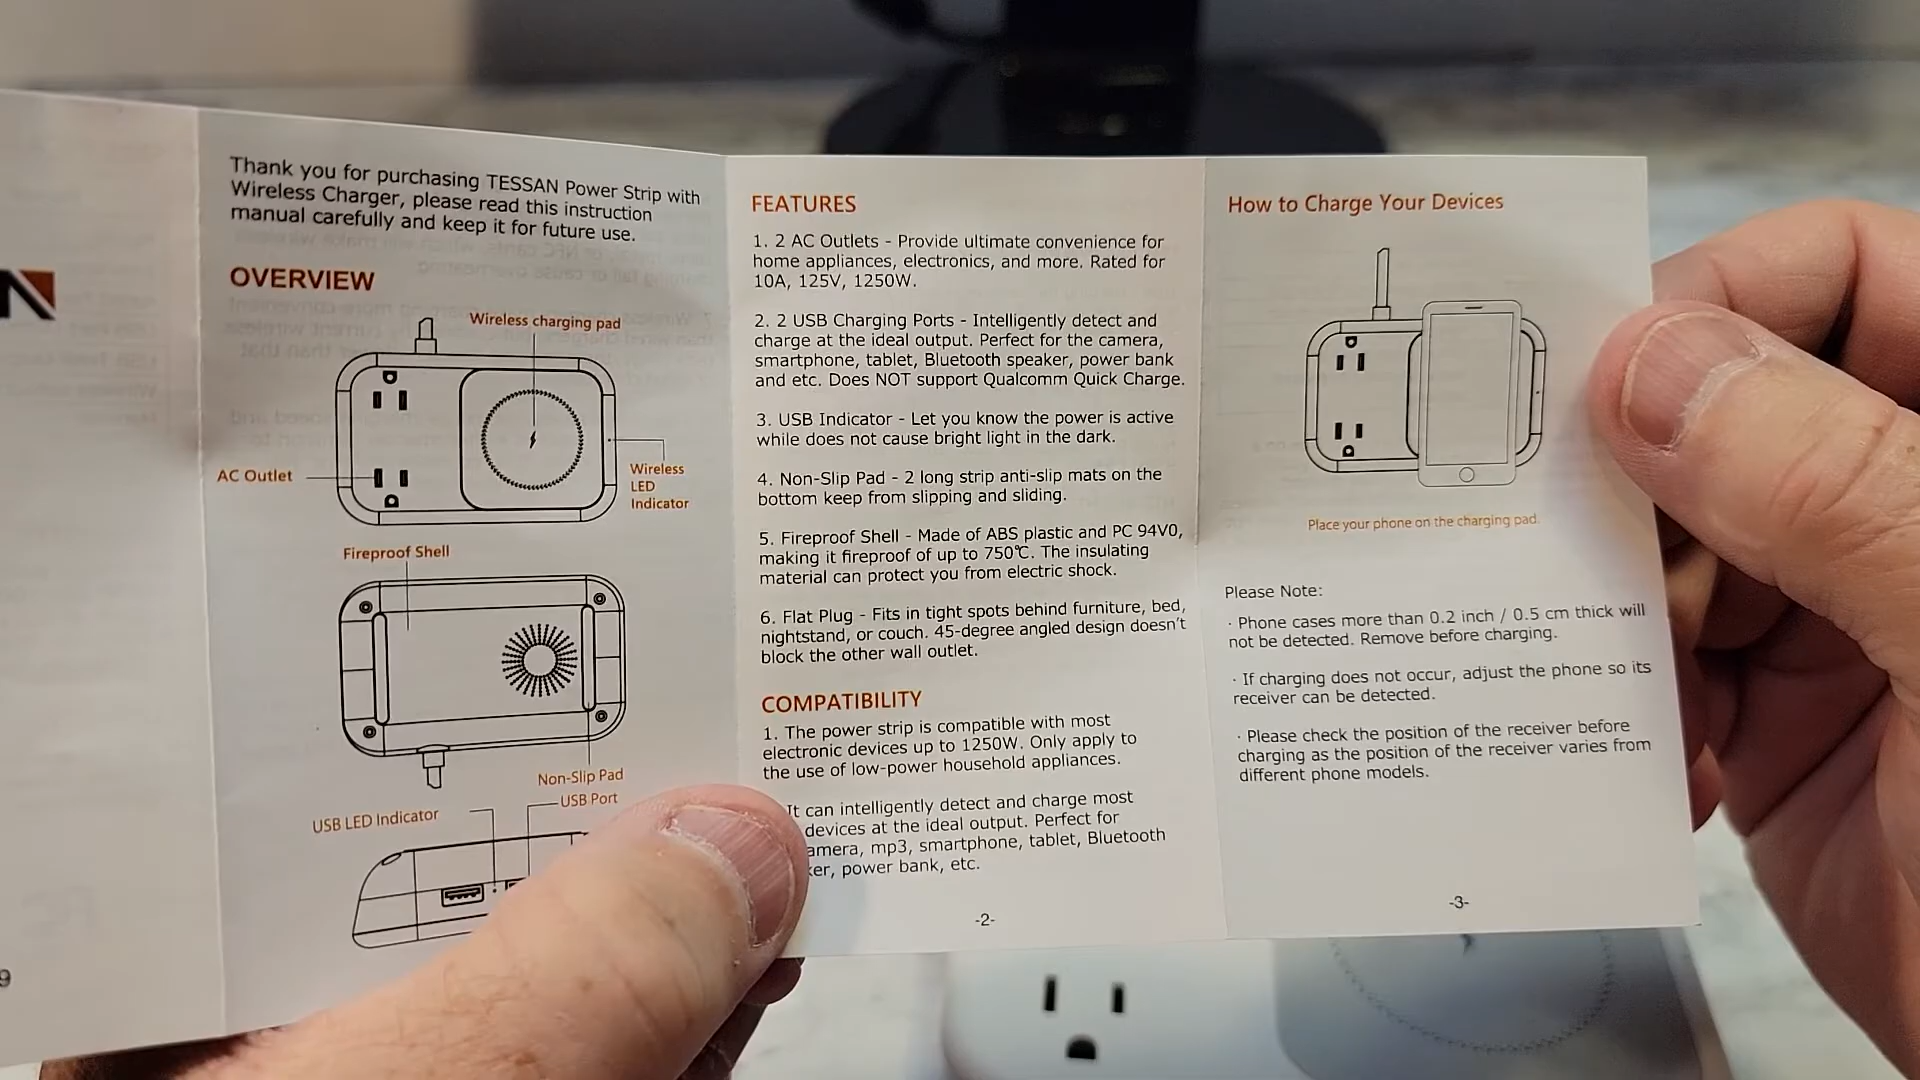 N
9
Thank you for purchasing TESSAN Power Strip with
Wireless Charger, please read this instruction
manual carefully and keep it for future use.
OVERVIEW
Wireless charging pad
AC Outlet
Wireless
LED
Indicator
Fireproof Shell
Non-Slip Pad
USB Port
USB LED Indicator
FEATURES
1. 2 AC Outlets - Provide ultimate convenience for
home appliances, electronics, and more. Rated for
10A, 125V, 1250W.
2. 2 USB Charging Ports - Intelligently detect and
charge at the ideal output. Perfect for the camera,
smartphone, tablet, Bluetooth speaker, power bank
and etc. Does NOT support Qualcomm Quick Charge.
3. USB Indicator - Let you know the power is active
while does not cause bright light in the dark.
4. Non-Slip Pad - 2 long strip anti-slip mats on the
bottom keep from slipping and sliding.
5. Fireproof Shell - Made of ABS plastic and PC 94V0,
making it fireproof of up to 750℃. The insulating
material can protect you from electric shock.
6. Flat Plug - Fits in tight spots behind furniture, bed,
nightstand, or couch. 45-degree angled design doesn't
block the other wall outlet.
COMPATIBILITY
1. The power strip is compatible with most
electronic devices up to 1250W. Only apply to
the use of low-power household appliances.
It can intelligently detect and charge most
devices at the ideal output. Perfect for
amera, mp3, smartphone, tablet, Bluetooth
ker, power bank, etc.
-2-
How to Charge Your Devices
Place your phone on the charging pad.
Please Note:
· Phone cases more than 0.2 inch / 0.5 cm thick will
not be detected. Remove before charging.
· If charging does not occur, adjust the phone so its
receiver can be detected.
· Please check the position of the receiver before
charging as the position of the receiver varies from
different phone models.
-3-